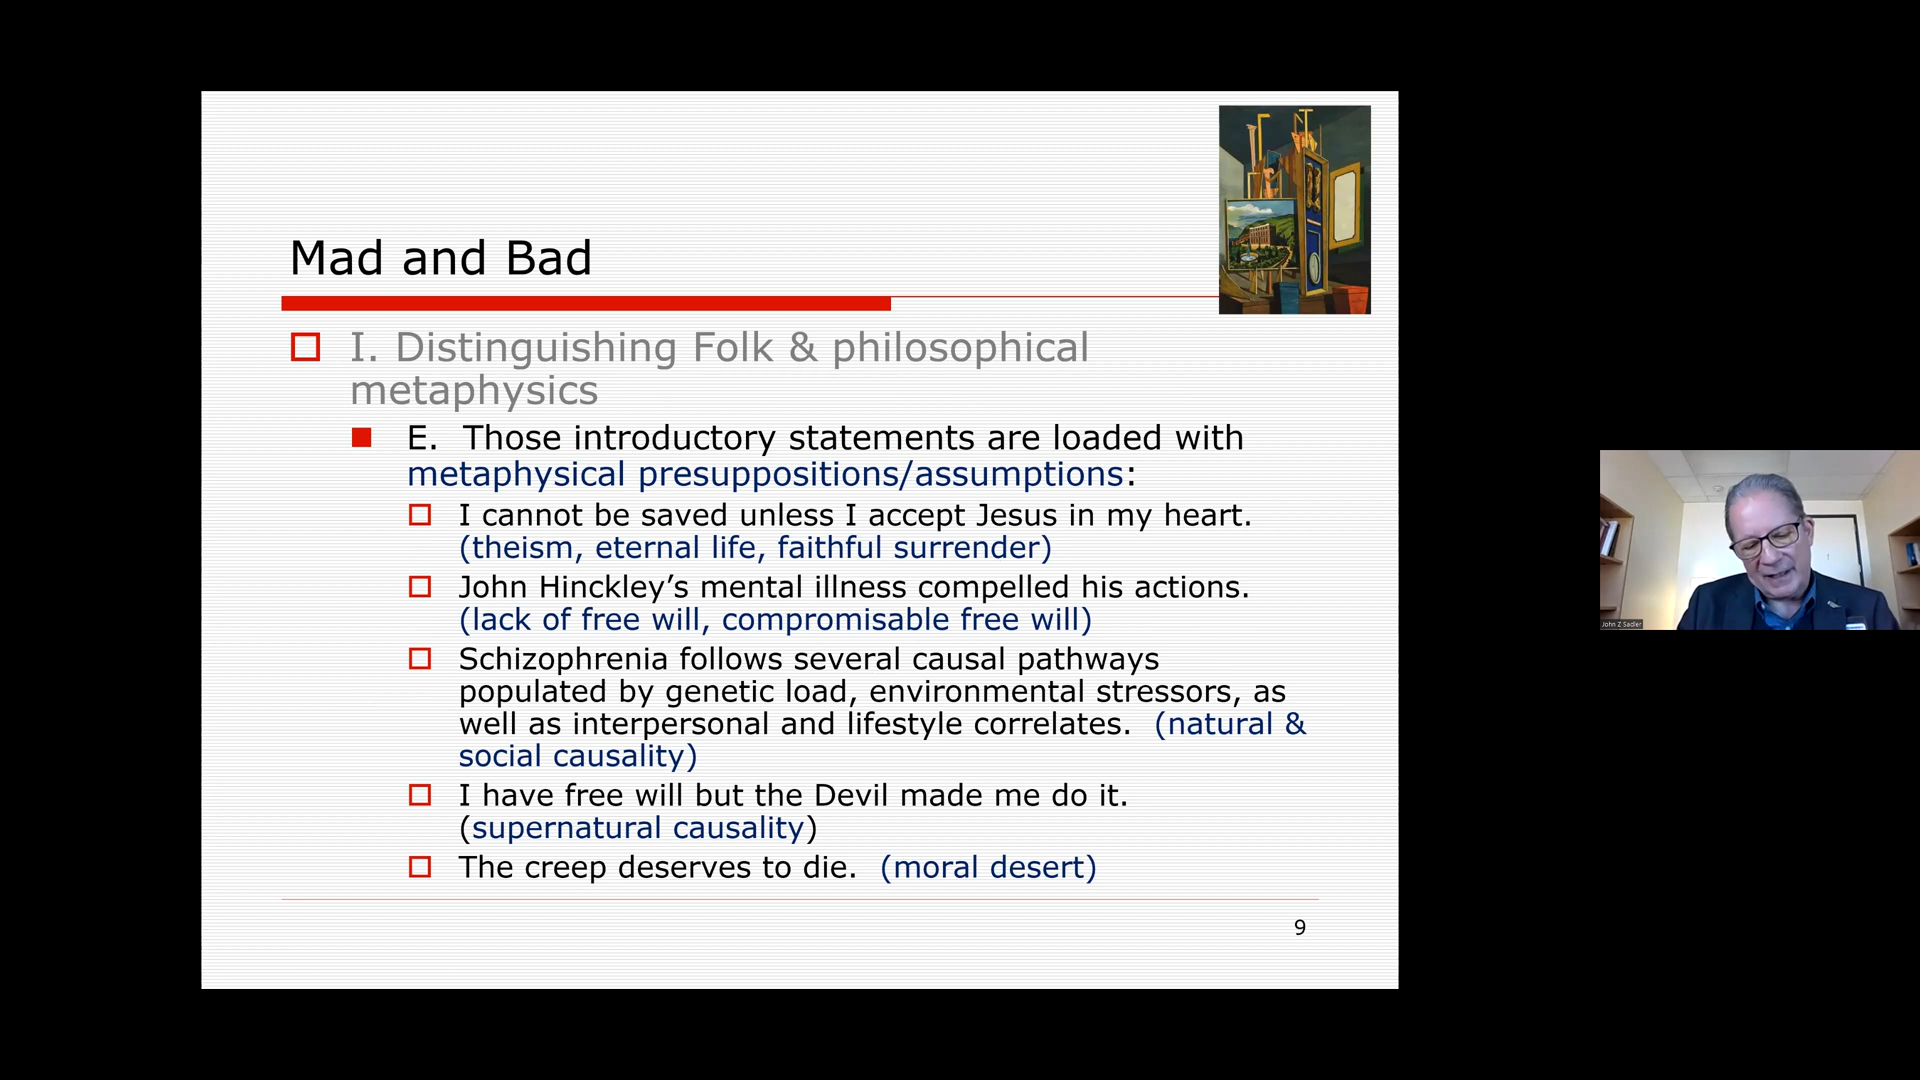 Mad and Bad
I. Distinguishing Folk & philosophical
metaphysics
E. Those introductory statements are loaded with
metaphysical presuppositions/assumptions:
I cannot be saved unless I accept Jesus in my heart.
(theism, eternal life, faithful surrender)
John Hinckley’s mental illness compelled his actions.
(lack of free will, compromisable free will)
Schizophrenia follows several causal pathways
populated by genetic load, environmental stressors, as
well as interpersonal and lifestyle correlates. (natural &
social causality)
I have free will but the Devil made me do it.
(supernatural causality)
The creep deserves to die. (moral desert)
9
John Z Sadler